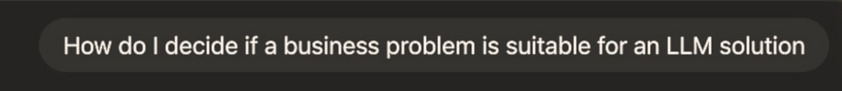 How do I decide if a business problem is suitable for an LLM solution